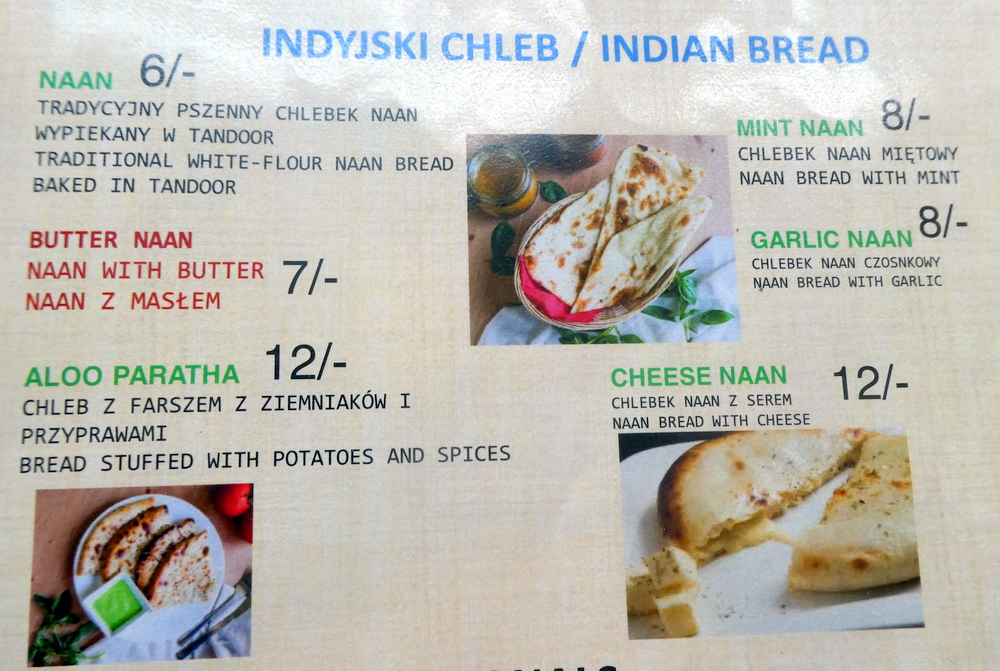 INDYJSKI CHLEB / INDIAN BREAD
NAAN 6/-
TRADYCYJNY PSZENNY CHLEBEK NAAN
WYPIEKANY W TANDOOR
TRADITIONAL WHITE-FLOUR NAAN BREAD
BAKED IN TANDOOR
BUTTER NAAN
NAAN WITH BUTTER 7/-
NAAN Z MASŁEM
ALOO PARATHA 12/-
CHLEB Z FARSZEM Z ZIEMNIAKÓW I
PRZYPRAWAMI
BREAD STUFFED WITH POTATOES AND SPICES
MINT NAAN 8/-
CHLEBEK NAAN MIĘTOWY
NAAN BREAD WITH MINT
GARLIC NAAN 8/-
CHLEBEK NAAN CZOSNKOWY
NAAN BREAD WITH GARLIC
CHEESE NAAN 12/-
CHLEBEK NAAN Z SEREM
NAAN BREAD WITH CHEESE